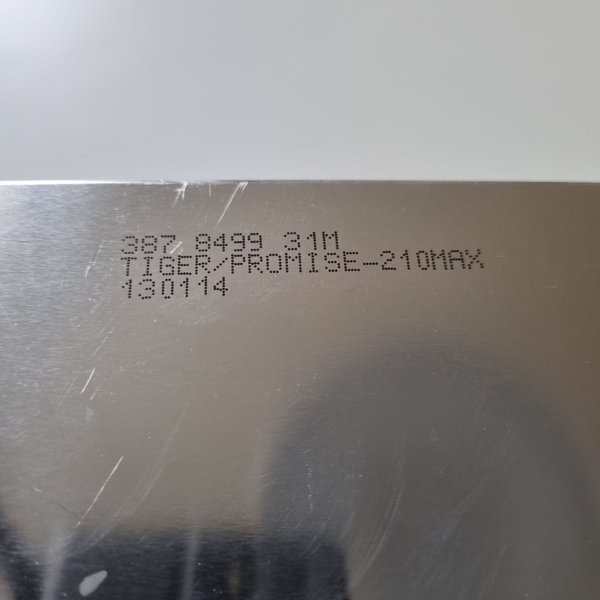 387 8499 31M
TIGER/PROMISE-210MAX
130114